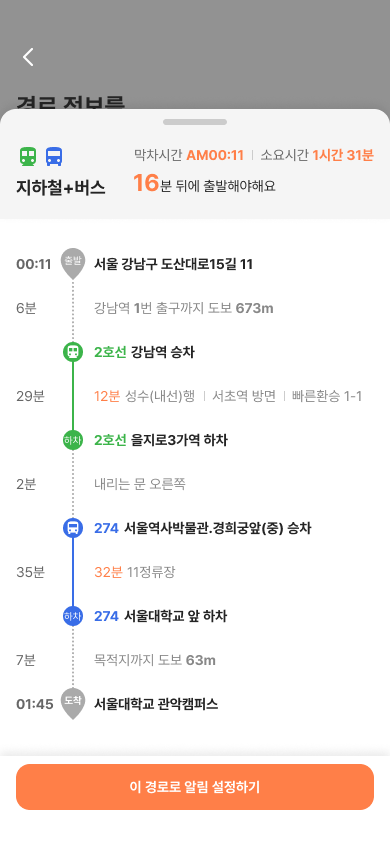 경로 정보를
막차시간 AM00:11 | 소요시간 1시간 31분
지하철+버스
16분 뒤에 출발해야해요
00:11 출발 서울 강남구 도산대로15길 11
6분 강남역 1번 출구까지 도보 673m
2호선 강남역 승차
29분 12분 성수(내선)행 | 서초역 방면 | 빠른환승 1-1
하차 2호선 을지로3가역 하차
2분 내리는 문 오른쪽
274 서울역사박물관.경희궁앞(중) 승차
35분 32분 11정류장
하차 274 서울대학교 앞 하차
7분 목적지까지 도보 63m
01:45 도착 서울대학교 관악캠퍼스
이 경로로 알림 설정하기